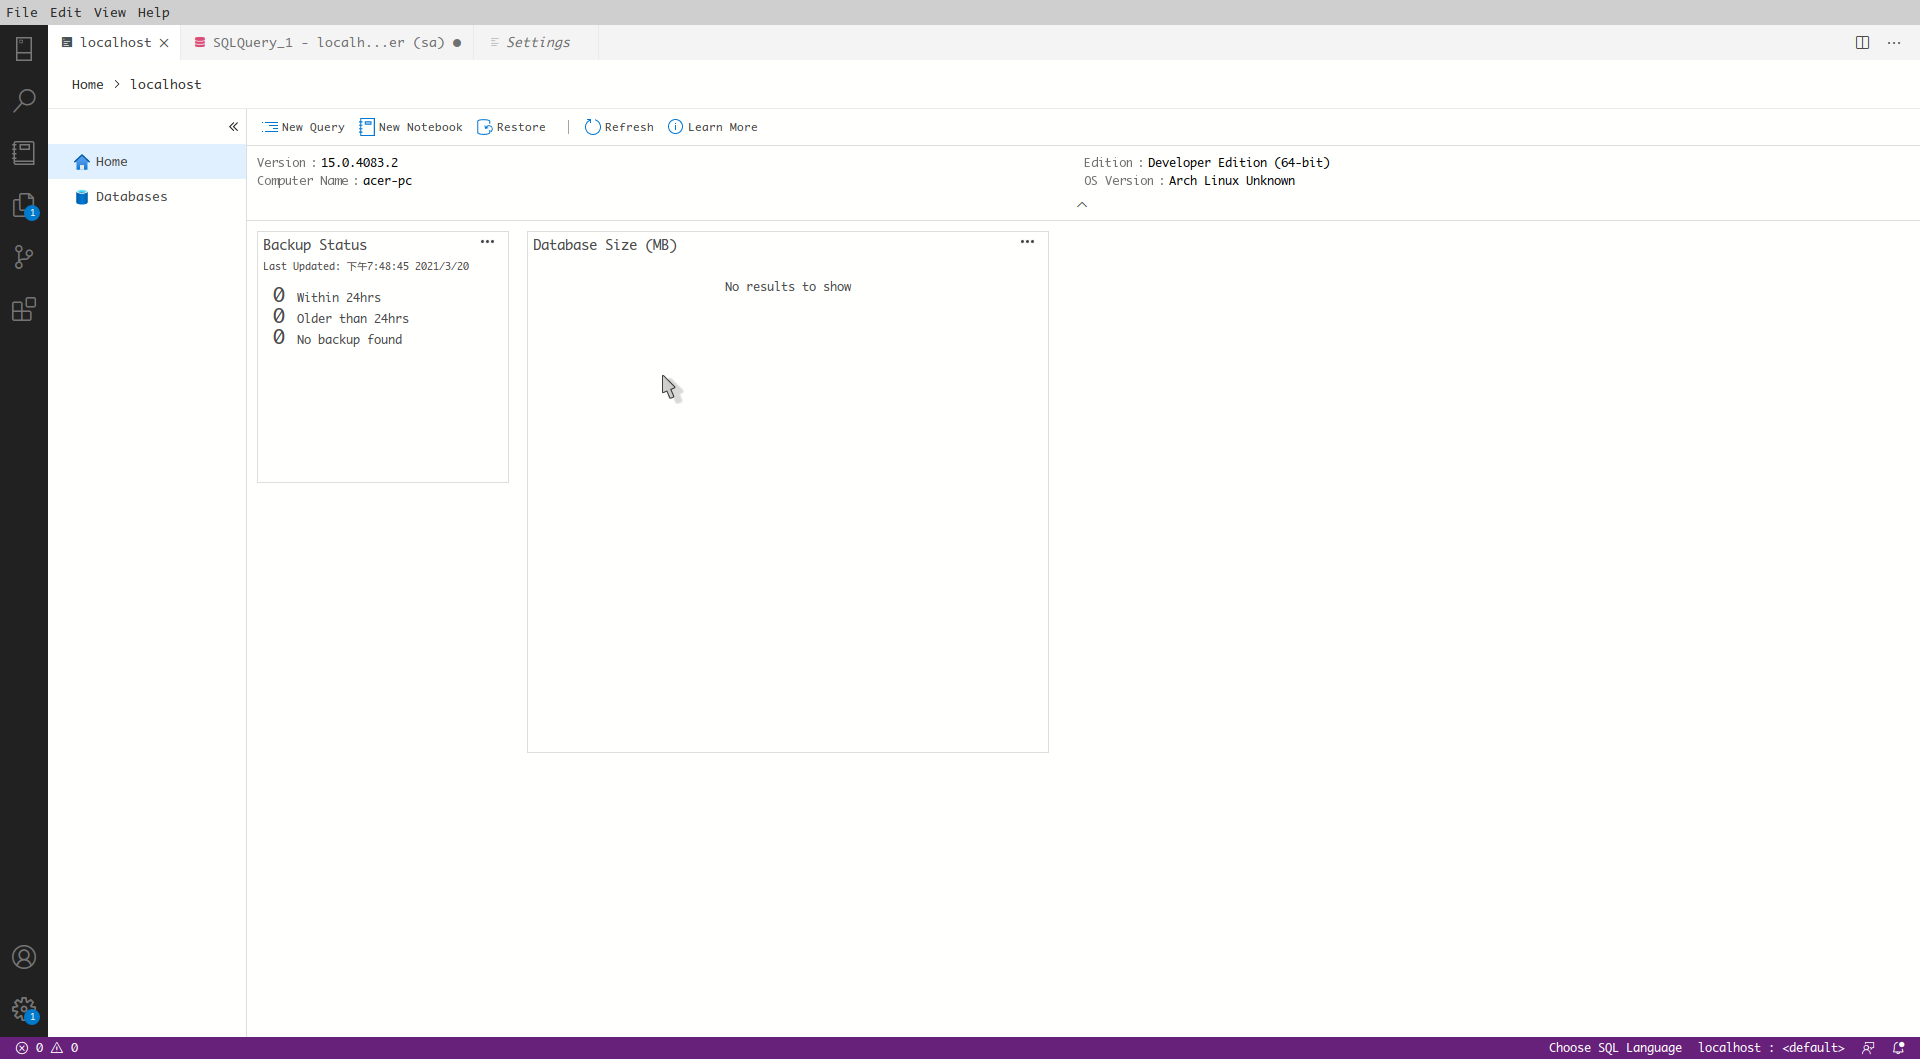 File Edit View Help
localhost SQLQuery_1 - localh...er (sa) Settings
Home > localhost
New Query New Notebook Restore | Refresh Learn More
Home
Databases
Version : 15.0.4083.2
Computer Name : acer-pc
Edition : Developer Edition (64-bit)
OS Version : Arch Linux Unknown
Backup Status
Last Updated: 下午7:48:45 2021/3/20
0 Within 24hrs
0 Older than 24hrs
0 No backup found
Database Size (MB)
No results to show
1
1
0 0
Choose SQL Language localhost : <default>